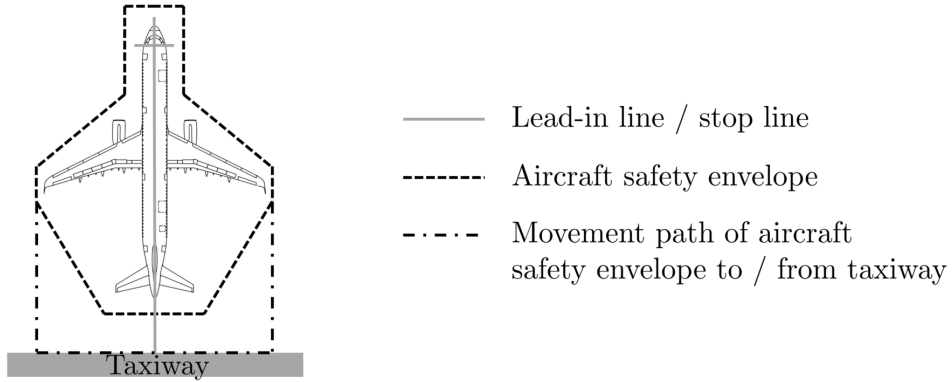 Lead-in line / stop line
Aircraft safety envelope
Movement path of aircraft
safety envelope to / from taxiway
Taxiway